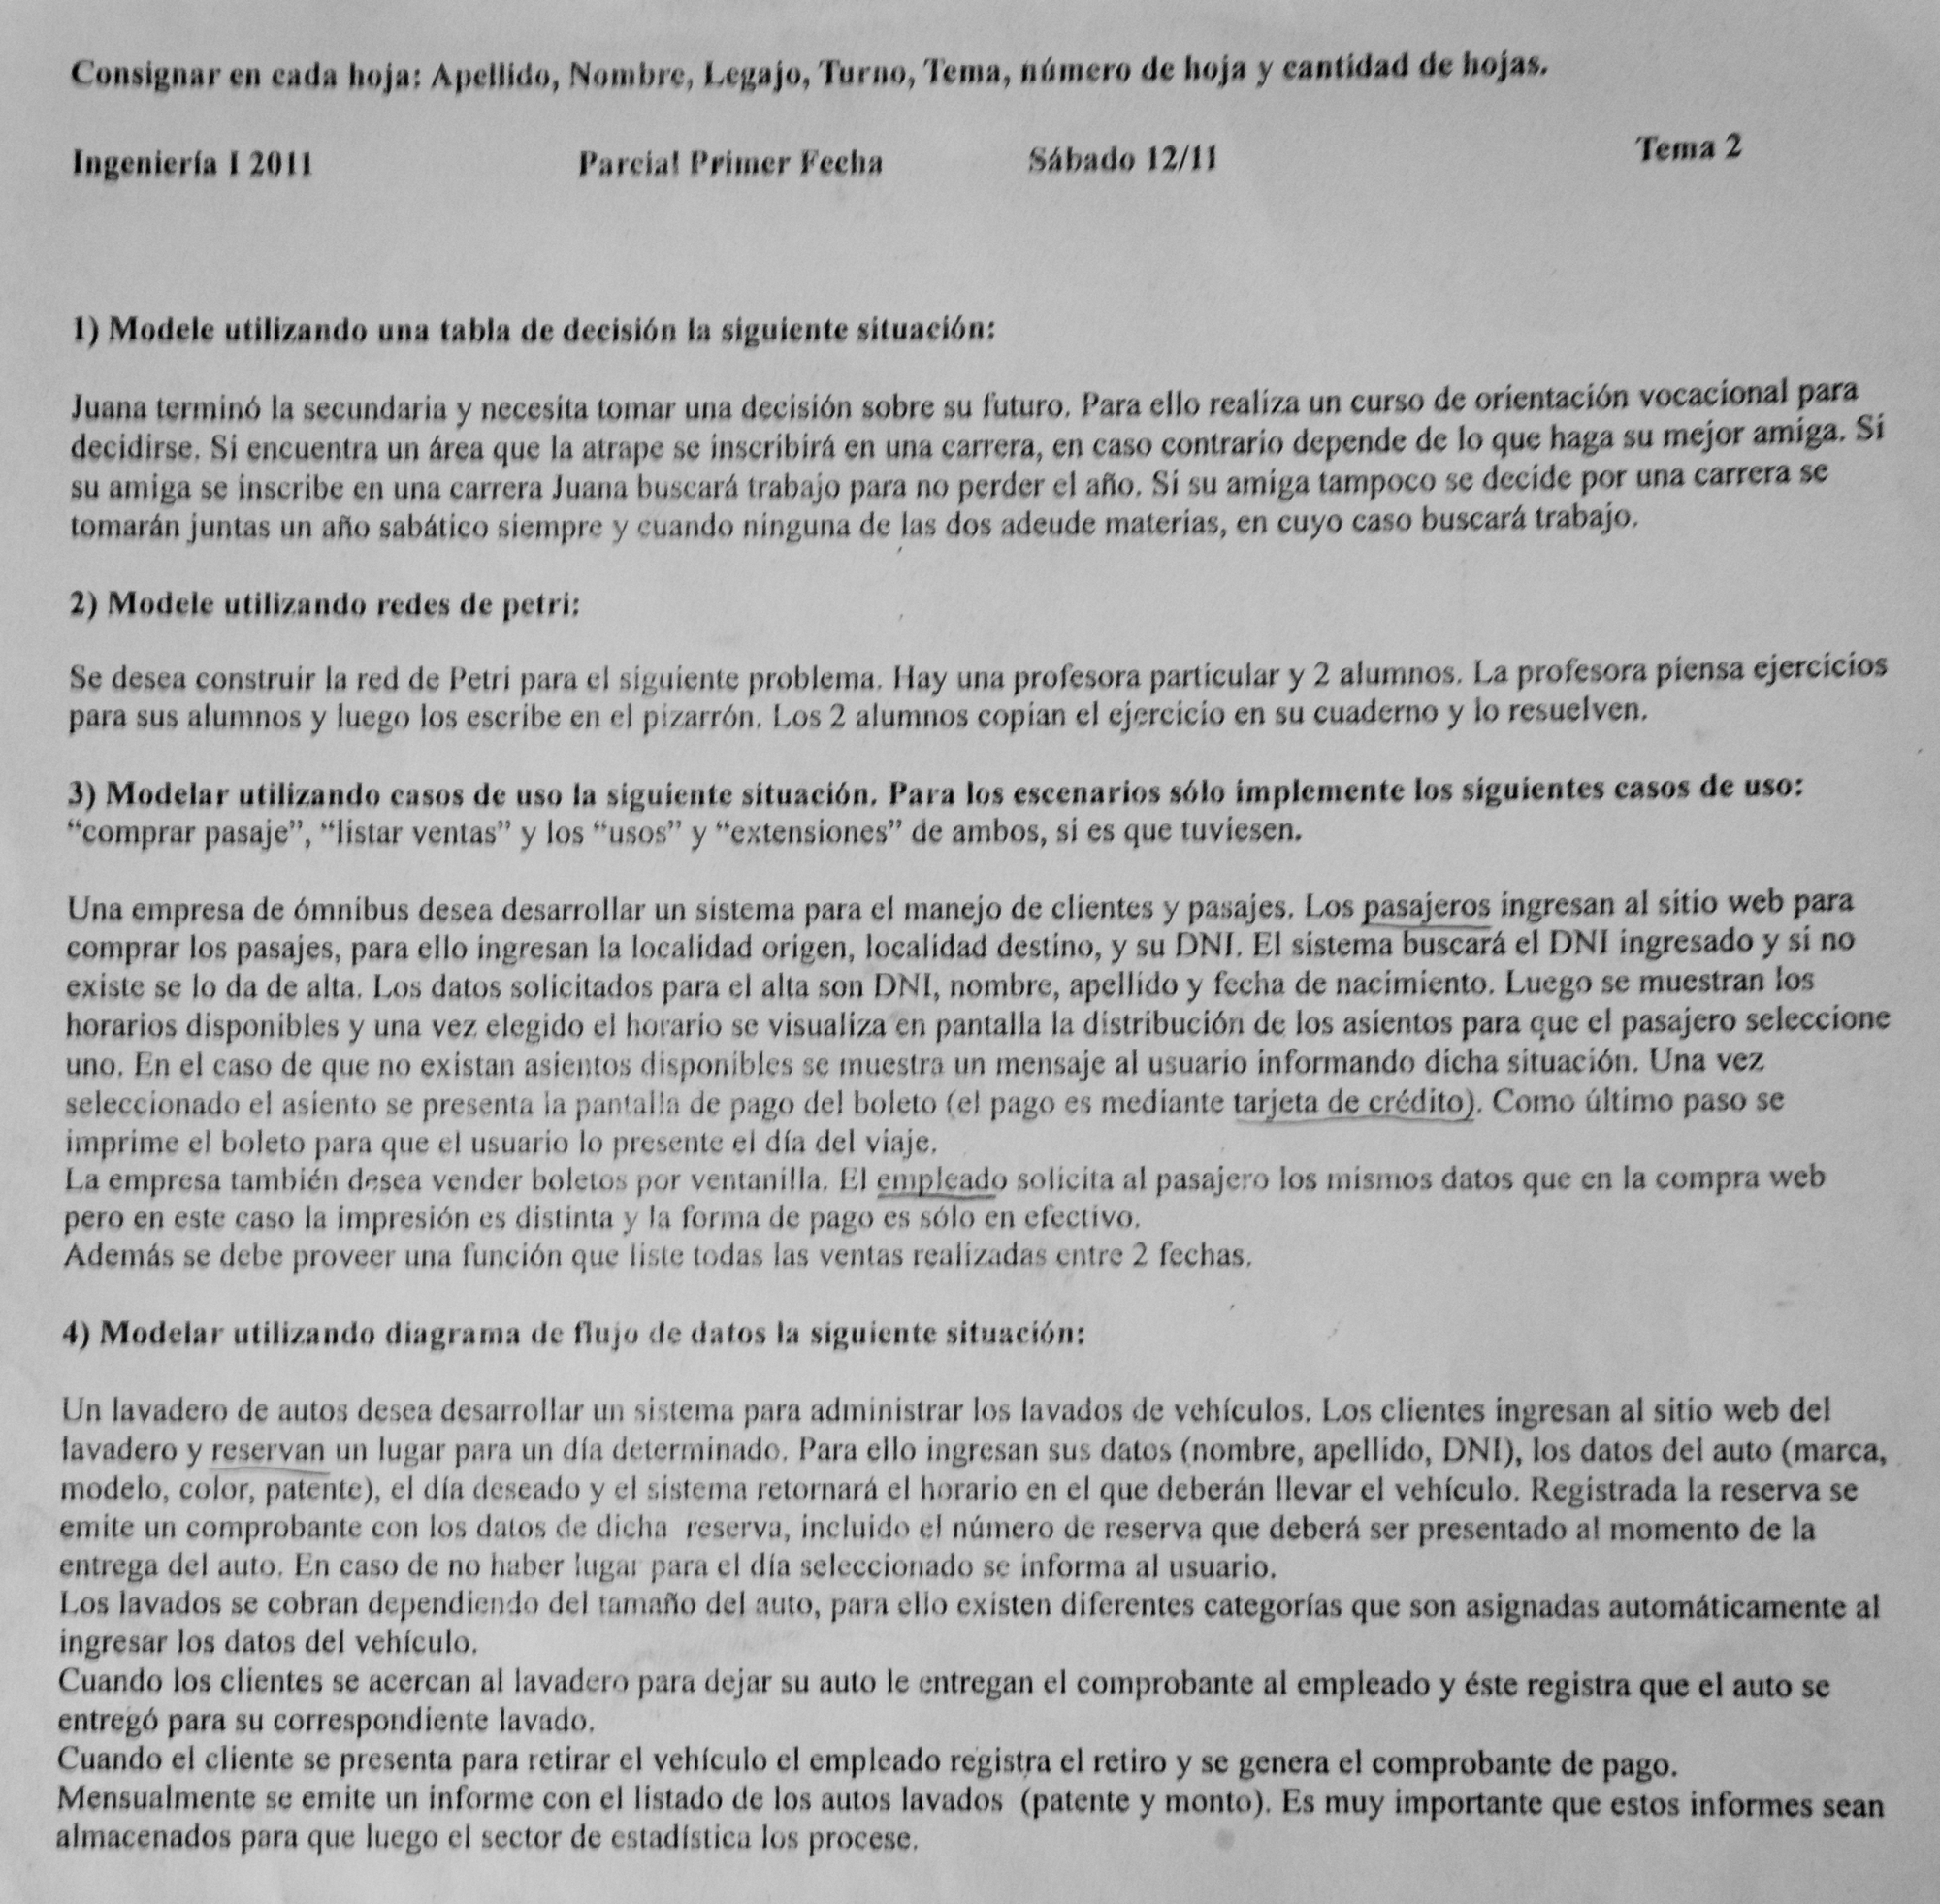 Consignar en cada hoja: Apellido, Nombre, Legajo, Turno, Tema, número de hoja y cantidad de hojas.
Ingeniería I 2011 Parcial Primer Fecha Sábado 12/11 Tema 2
1) Modele utilizando una tabla de decisión la siguiente situación:
Juana terminó la secundaria y necesita tomar una decisión sobre su futuro. Para ello realiza un curso de orientación vocacional para
decidirse. Si encuentra un área que la atrape se inscribirá en una carrera, en caso contrario depende de lo que haga su mejor amiga. Si
su amiga se inscribe en una carrera Juana buscará trabajo para no perder el año. Si su amiga tampoco se decide por una carrera se
tomarán juntas un año sabático siempre y cuando ninguna de las dos adeude materias, en cuyo caso buscará trabajo.
2) Modele utilizando redes de petri:
Se desea construir la red de Petri para el siguiente problema. Hay una profesora particular y 2 alumnos. La profesora piensa ejercicios
para sus alumnos y luego los escribe en el pizarrón. Los 2 alumnos copian el ejercicio en su cuaderno y lo resuelven.
3) Modelar utilizando casos de uso la siguiente situación. Para los escenarios sólo implemente los siguientes casos de uso:
“comprar pasaje”, “listar ventas” y los “usos” y “extensiones” de ambos, si es que tuviesen.
Una empresa de ómnibus desea desarrollar un sistema para el manejo de clientes y pasajes. Los pasajeros ingresan al sitio web para
comprar los pasajes, para ello ingresan la localidad origen, localidad destino, y su DNI. El sistema buscará el DNI ingresado y si no
existe se lo da de alta. Los datos solicitados para el alta son DNI, nombre, apellido y fecha de nacimiento. Luego se muestran los
horarios disponibles y una vez elegido el horario se visualiza en pantalla la distribución de los asientos para que el pasajero seleccione
uno. En el caso de que no existan asientos disponibles se muestra un mensaje al usuario informando dicha situación. Una vez
seleccionado el asiento se presenta la pantalla de pago del boleto (el pago es mediante tarjeta de crédito). Como último paso se
imprime el boleto para que el usuario lo presente el día del viaje.
La empresa también desea vender boletos por ventanilla. El empleado solicita al pasajero los mismos datos que en la compra web
pero en este caso la impresión es distinta y la forma de pago es sólo en efectivo.
Además se debe proveer una función que liste todas las ventas realizadas entre 2 fechas.
4) Modelar utilizando diagrama de flujo de datos la siguiente situación:
Un lavadero de autos desea desarrollar un sistema para administrar los lavados de vehículos. Los clientes ingresan al sitio web del
lavadero y reservan un lugar para un día determinado. Para ello ingresan sus datos (nombre, apellido, DNI), los datos del auto (marca,
modelo, color, patente), el día deseado y el sistema retornará el horario en el que deberán llevar el vehículo. Registrada la reserva se
emite un comprobante con los datos de dicha reserva, incluido el número de reserva que deberá ser presentado al momento de la
entrega del auto. En caso de no haber lugar para el día seleccionado se informa al usuario.
Los lavados se cobran dependiendo del tamaño del auto, para ello existen diferentes categorías que son asignadas automáticamente al
ingresar los datos del vehículo.
Cuando los clientes se acercan al lavadero para dejar su auto le entregan el comprobante al empleado y éste registra que el auto se
entregó para su correspondiente lavado.
Cuando el cliente se presenta para retirar el vehículo el empleado registra el retiro y se genera el comprobante de pago.
Mensualmente se emite un informe con el listado de los autos lavados (patente y monto). Es muy importante que estos informes sean
almacenados para que luego el sector de estadística los procese.